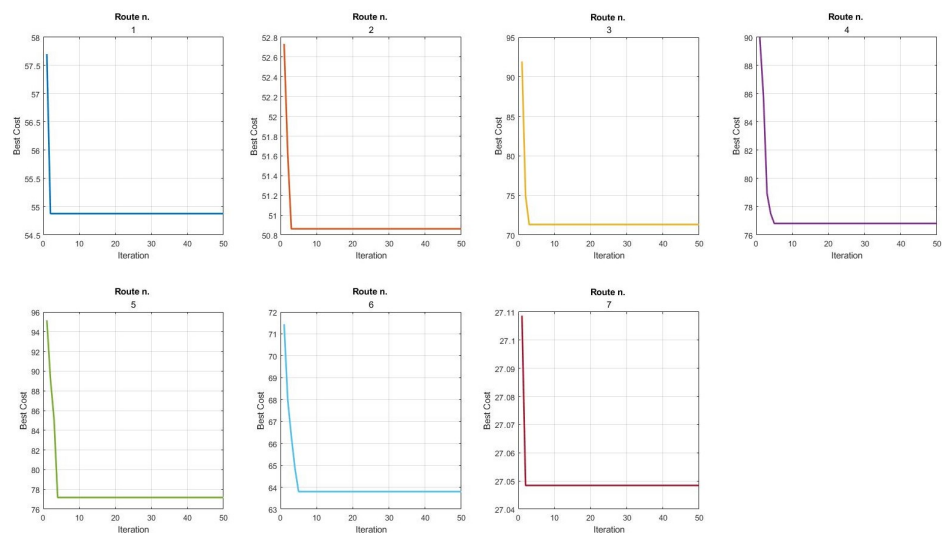 Route n.
1
58
57.5
57
56.5
56
55.5
55
54.5
Best Cost
0 10 20 30 40 50
Iteration
Route n.
2
52.8
52.6
52.4
52.2
52
51.8
51.6
51.4
51.2
51
50.8
Best Cost
0 10 20 30 40 50
Iteration
Route n.
3
95
90
85
80
75
70
Best Cost
0 10 20 30 40 50
Iteration
Route n.
4
90
88
86
84
82
80
78
76
Best Cost
0 10 20 30 40 50
Iteration
Route n.
5
96
94
92
90
88
86
84
82
80
78
76
Best Cost
0 10 20 30 40 50
Iteration
Route n.
6
72
71
70
69
68
67
66
65
64
63
Best Cost
0 10 20 30 40 50
Iteration
Route n.
7
27.11
27.1
27.09
27.08
27.07
27.06
27.05
27.04
Best Cost
0 10 20 30 40 50
Iteration